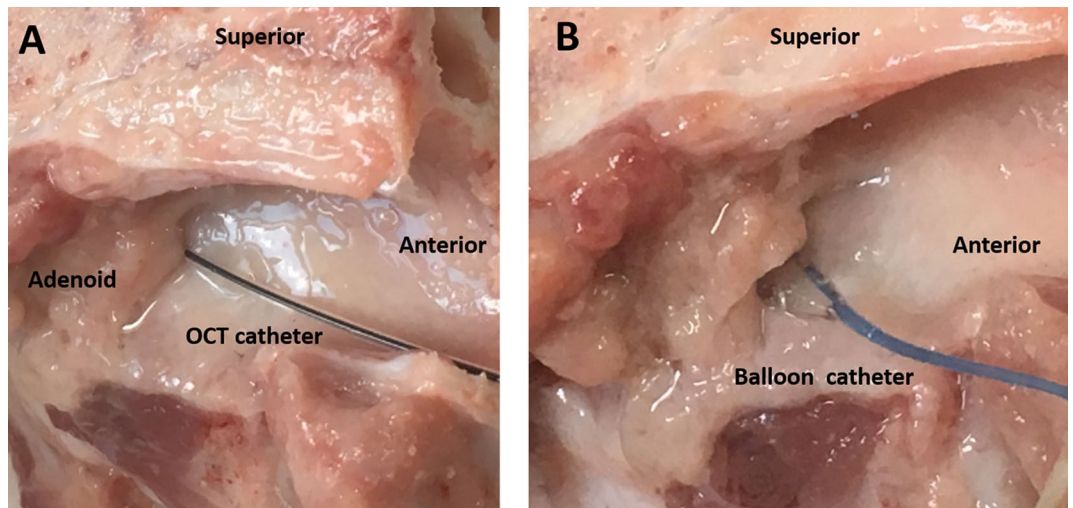 A
Superior
Anterior
Adenoid
OCT catheter
B
Superior
Anterior
Balloon catheter